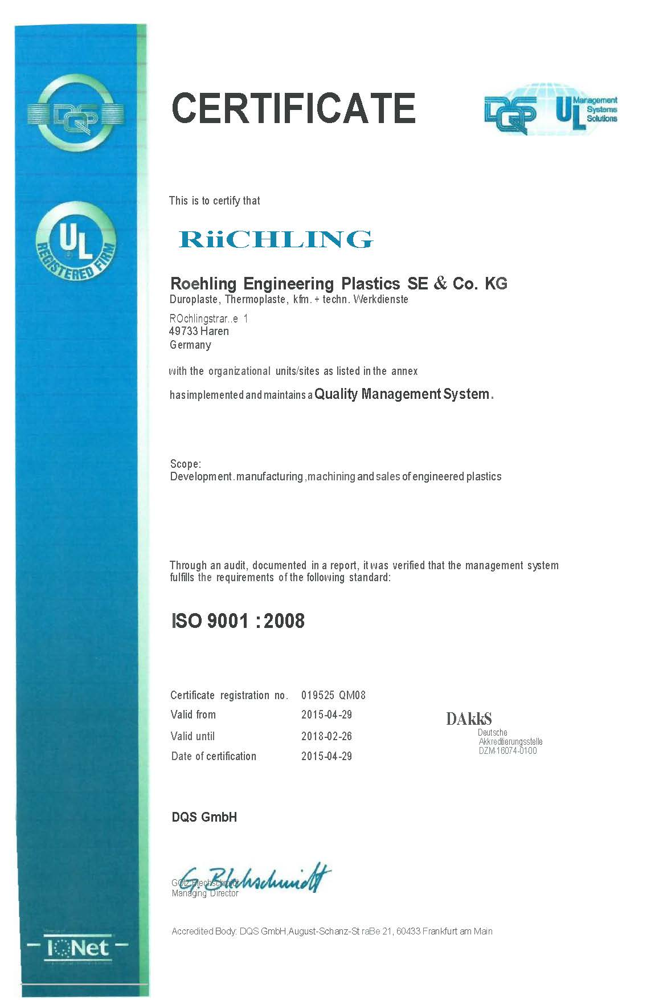 CERTIFICATE
DQS
UL
Management
Systems
Solutions
DQS
UL
REGISTERED FIRM
This is to certify that
RiiCHLING
Roehling Engineering Plastics SE & Co. KG
Duroplaste, Thermoplaste, kfm. + techn. Werkdienste
ROchlingstrar..e 1
49733 Haren
Germany
with the organizational units/sites as listed in the annex
has implemented and maintains a Quality Management System.
Scope:
Development.manufacturing,machining and sales of engineered plastics
Through an audit, documented in a report, it was verified that the management system
fulfills the requirements of the following standard:
ISO 9001 :2008
Certificate registration no. 019525 QM08
Valid from 2015-04-29
Valid until 2018-02-26
Date of certification 2015-04-29
DAkkS
Deutsche
Akkreditierungsstelle
DZM-16074-01-00
DQS GmbH
G. Blechschmidt
GOtz Blechschmidt
Managing Director
Accredited Body: DQS GmbH,August-Schanz-St raBe 21, 60433 Frankfurt am Main
IQNet